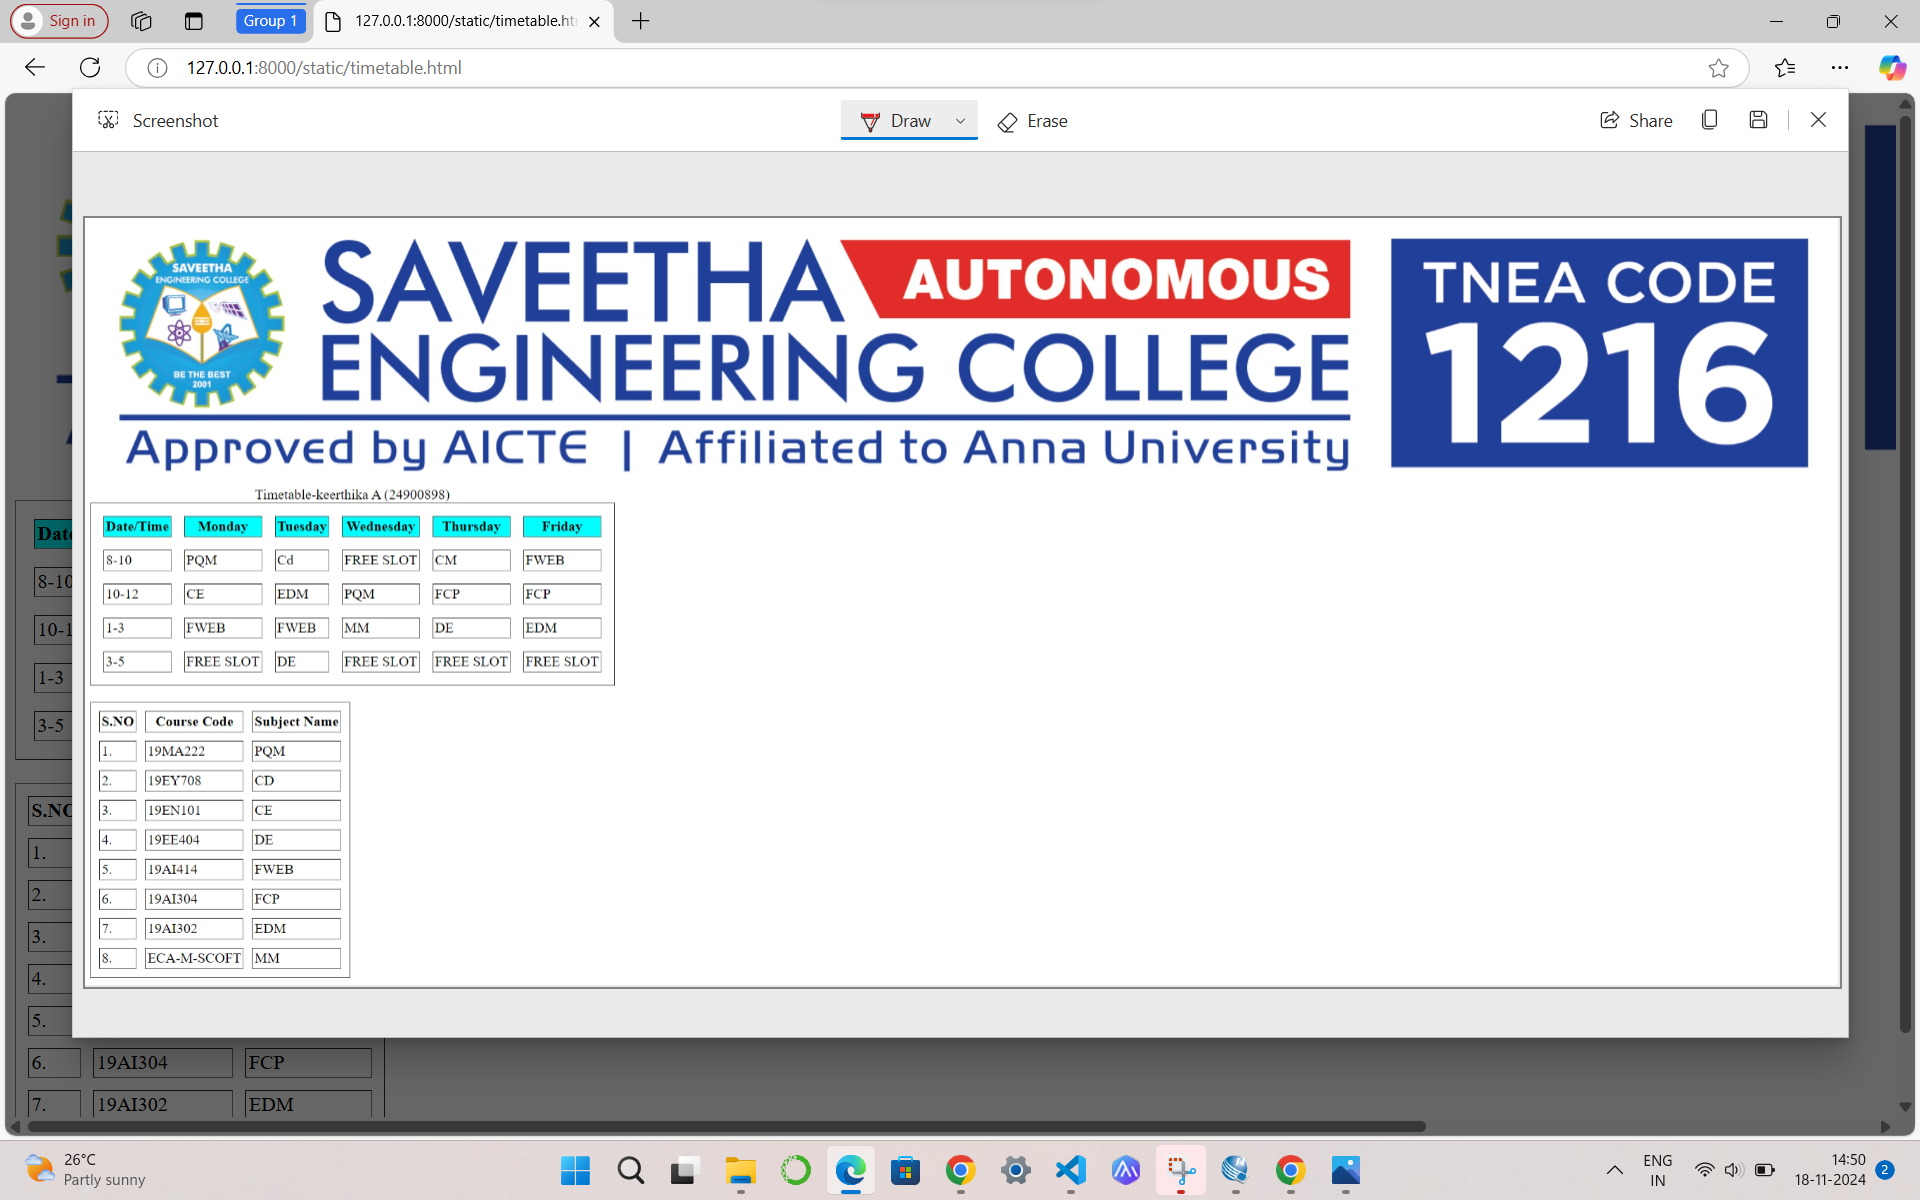 Sign in
Group 1
127.0.0.1:8000/static/timetable.ht
127.0.0.1:8000/static/timetable.html
Screenshot
Draw
Erase
Share
SAVEETHA
ENGINEERING COLLEGE
BE THE BEST
2001
SAVEETHA AUTONOMOUS
ENGINEERING COLLEGE
Approved by AICTE | Affiliated to Anna University
TNEA CODE
1216
Timetable-keerthika A (24900898)
Date/Time Monday Tuesday Wednesday Thursday Friday
8-10 PQM Cd FREE SLOT CM FWEB
10-12 CE EDM PQM FCP FCP
1-3 FWEB FWEB MM DE EDM
3-5 FREE SLOT DE FREE SLOT FREE SLOT FREE SLOT
S.NO Course Code Subject Name
1. 19MA222 PQM
2. 19EY708 CD
3. 19EN101 CE
4. 19EE404 DE
5. 19AI414 FWEB
6. 19AI304 FCP
7. 19AI302 EDM
8. ECA-M-SCOFT MM
Date
8-10
10-1
1-3
3-5
S.NO
1.
2.
3.
4.
5.
6. 19AI304 FCP
7. 19AI302 EDM
26°C
Partly sunny
ENG
IN
14:50
18-11-2024
2